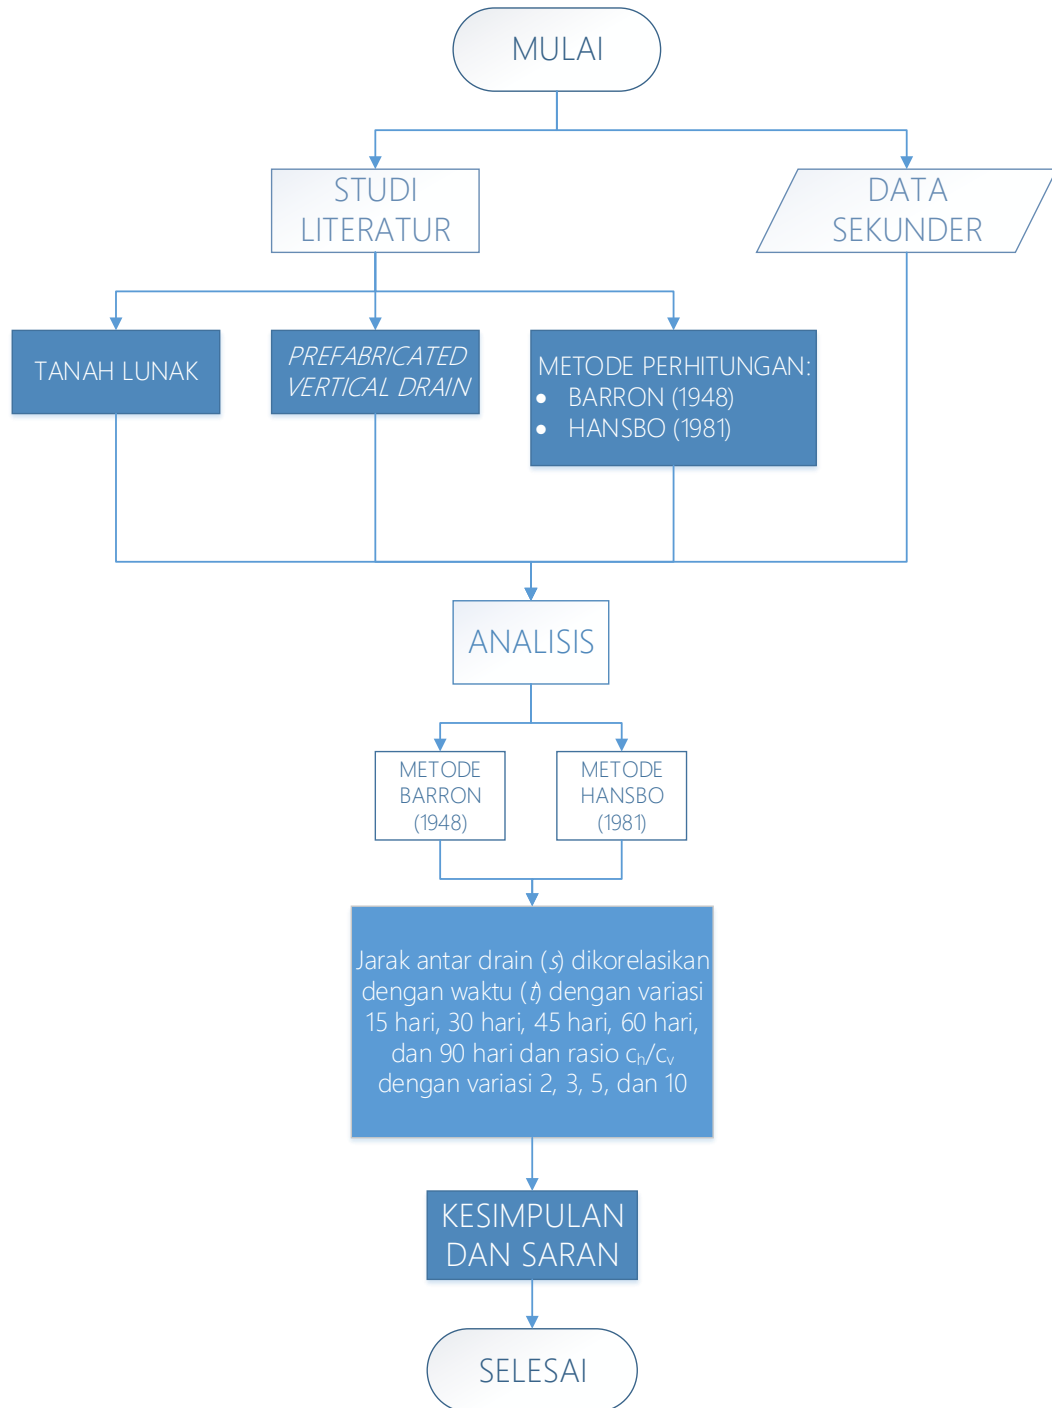 MULAI
STUDI
LITERATUR
DATA
SEKUNDER
TANAH LUNAK
PREFABRICATED
VERTICAL DRAIN
METODE PERHITUNGAN:
• BARRON (1948)
• HANSBO (1981)
ANALISIS
METODE
BARRON
(1948)
METODE
HANSBO
(1981)
Jarak antar drain (s) dikorelasikan
dengan waktu (t) dengan variasi
15 hari, 30 hari, 45 hari, 60 hari,
dan 90 hari dan rasio cₕ/cᵥ
dengan variasi 2, 3, 5, dan 10
KESIMPULAN
DAN SARAN
SELESAI